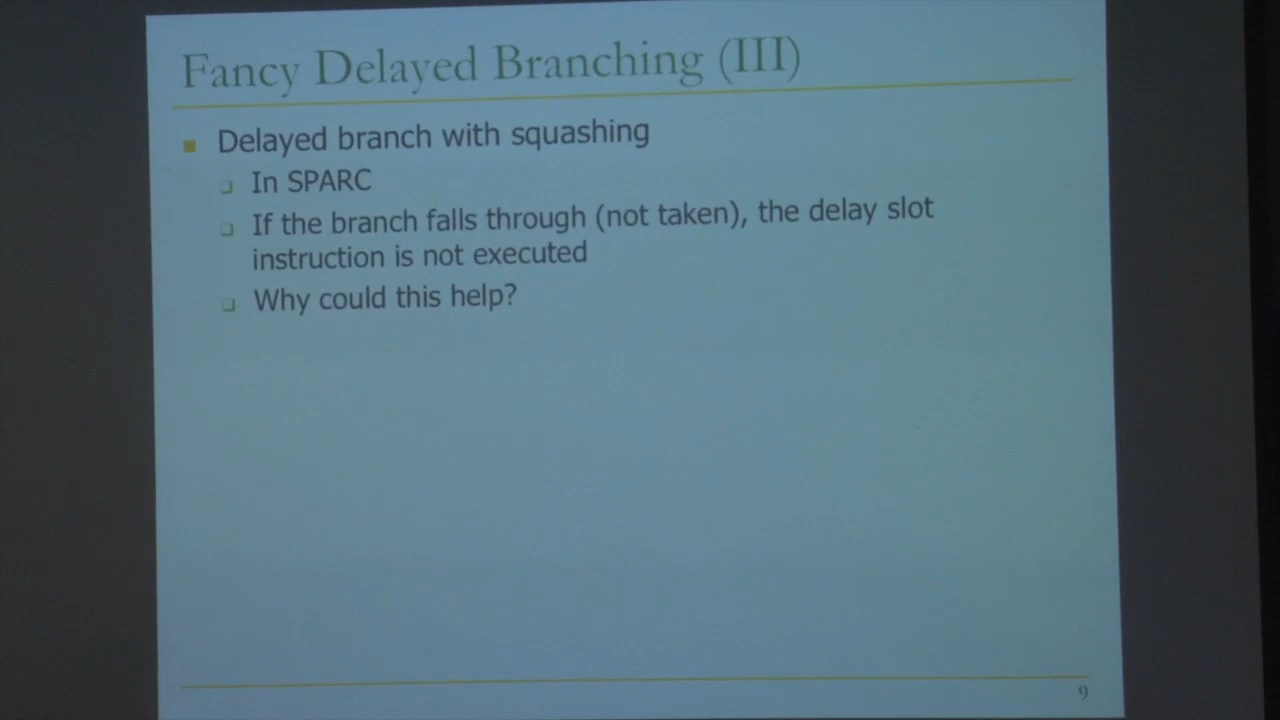 Fancy Delayed Branching (III)
Delayed branch with squashing
In SPARC
If the branch falls through (not taken), the delay slot
instruction is not executed
Why could this help?
9